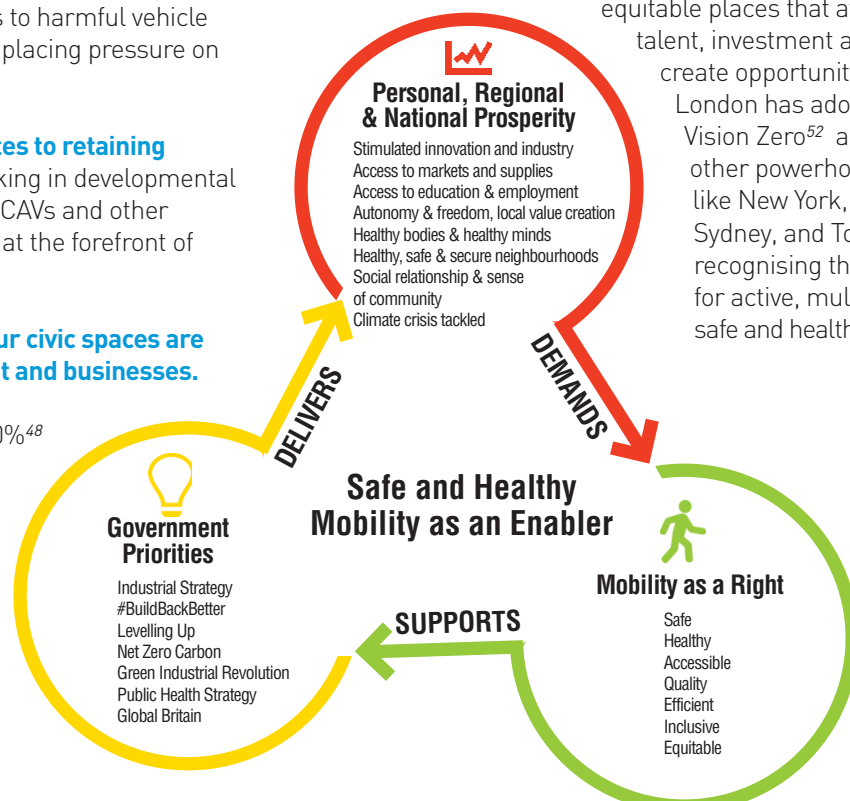 s to harmful vehicle
placing pressure on
tes to retaining
king in developmental
CAVs and other
at the forefront of
ur civic spaces are
t and businesses.
0%48
equitable places that a
talent, investment a
create opportunit
London has ado
Vision Zero52 a
other powerho
like New York,
Sydney, and To
recognising th
for active, mul
safe and health
Personal, Regional
& National Prosperity
Stimulated innovation and industry
Access to markets and supplies
Access to education & employment
Autonomy & freedom, local value creation
Healthy bodies & healthy minds
Healthy, safe & secure neighbourhoods
Social relationship & sense
of community
Climate crisis tackled
DELIVERS
DEMANDS
Safe and Healthy
Mobility as an Enabler
Government
Priorities
Industrial Strategy
#BuildBackBetter
Levelling Up
Net Zero Carbon
Green Industrial Revolution
Public Health Strategy
Global Britain
SUPPORTS
Mobility as a Right
Safe
Healthy
Accessible
Quality
Efficient
Inclusive
Equitable